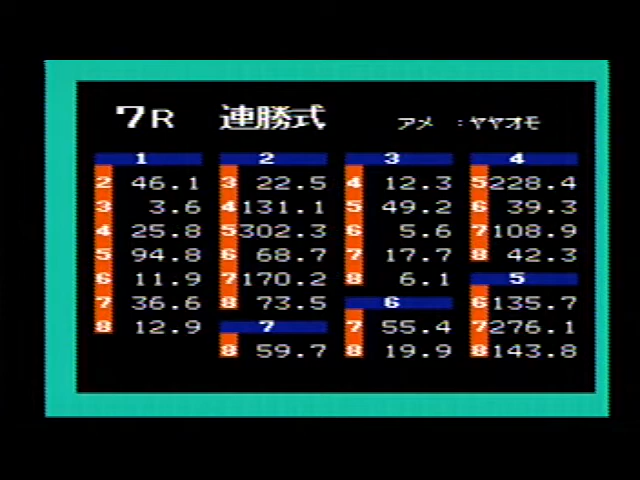 7R 連勝式 アメ :ヤヤオモ
1 2 3 4
2 46.1 3 22.5 4 12.3 5 228.4
3 3.6 4 131.1 5 49.2 6 39.3
4 25.8 5 302.3 6 5.6 7 108.9
5 94.8 6 68.7 7 17.7 8 42.3
6 11.9 7 170.2 8 6.1 5
7 36.6 8 73.5 6 6 135.7
8 12.9 7 7 55.4 7 276.1
8 59.7 8 19.9 8 143.8